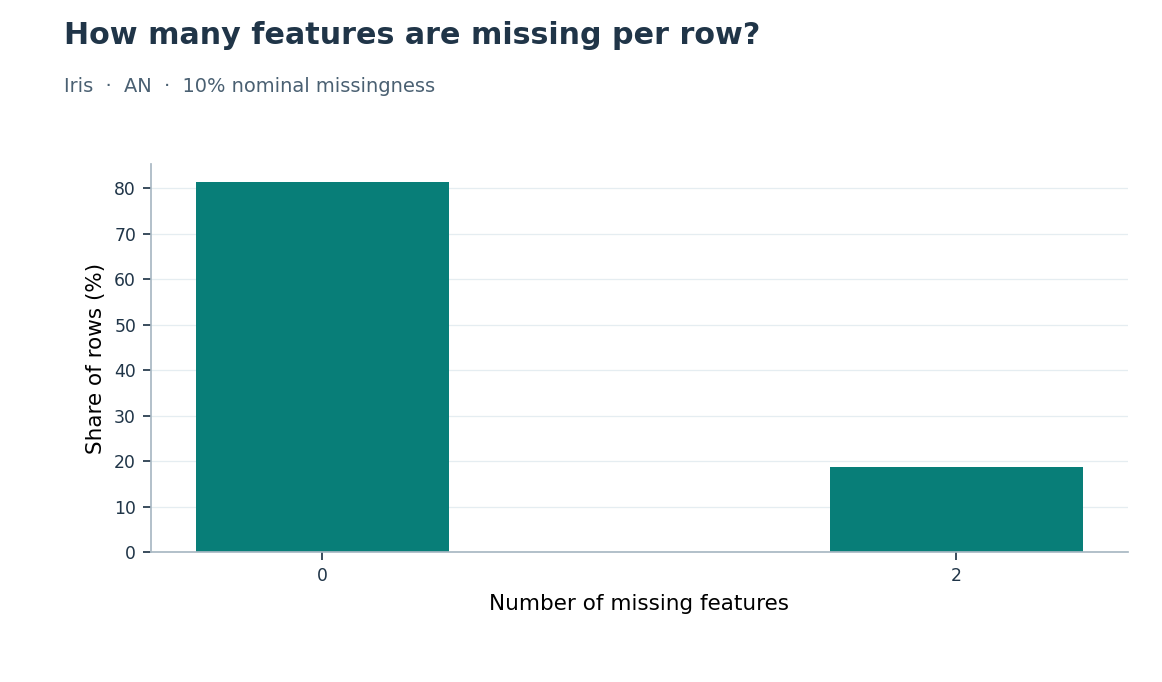 How many features are missing per row?
Iris · AN · 10% nominal missingness
80
70
60
50
40
30
20
10
0
Share of rows (%)
0 2
Number of missing features